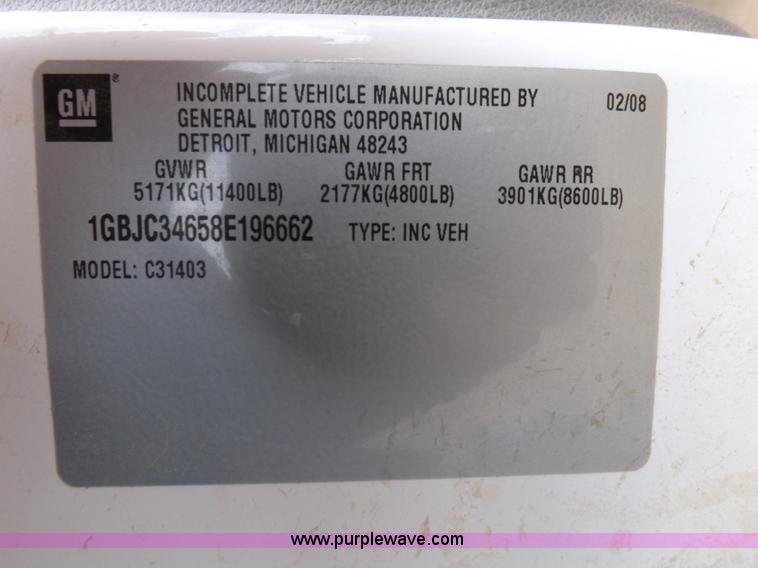 GM ® INCOMPLETE VEHICLE MANUFACTURED BY 02/08
GENERAL MOTORS CORPORATION
DETROIT, MICHIGAN 48243
GVWR GAWR FRT GAWR RR
5171KG(11400LB) 2177KG(4800LB) 3901KG(8600LB)
1GBJC34658E196662 TYPE: INC VEH
MODEL: C31403
www.purplewave.com